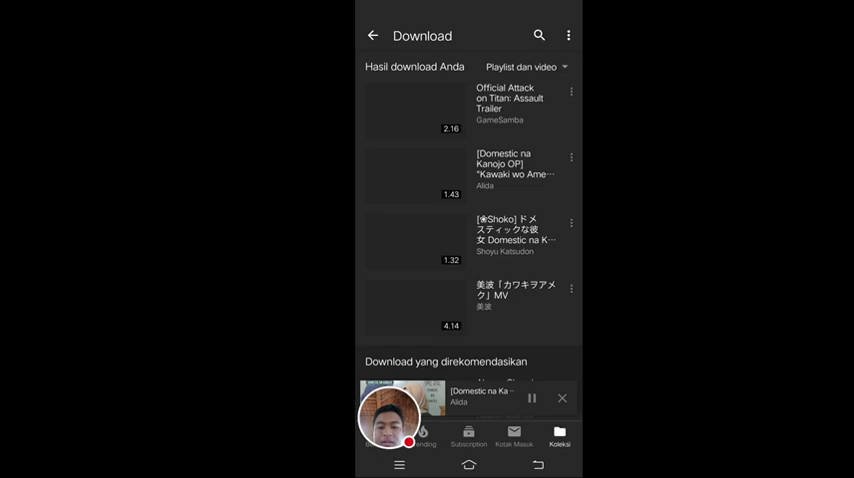 Download
Hasil download Anda
Playlist dan video
Official Attack
on Titan: Assault
Trailer
GameSamba
2.16
[Domestic na
Kanojo OP]
"Kawaki wo Ame…
Alida
1.43
[❀Shoko] ドメ
スティックな彼
女 Domestic na K…
Shoyu Katsudon
1.32
美波「カワキヲアメ
ク」MV
美波
4.14
Download yang direkomendasikan
[Domestic na Ka…
Alida
ending
Subscription
Kotak Masuk
Koleksi